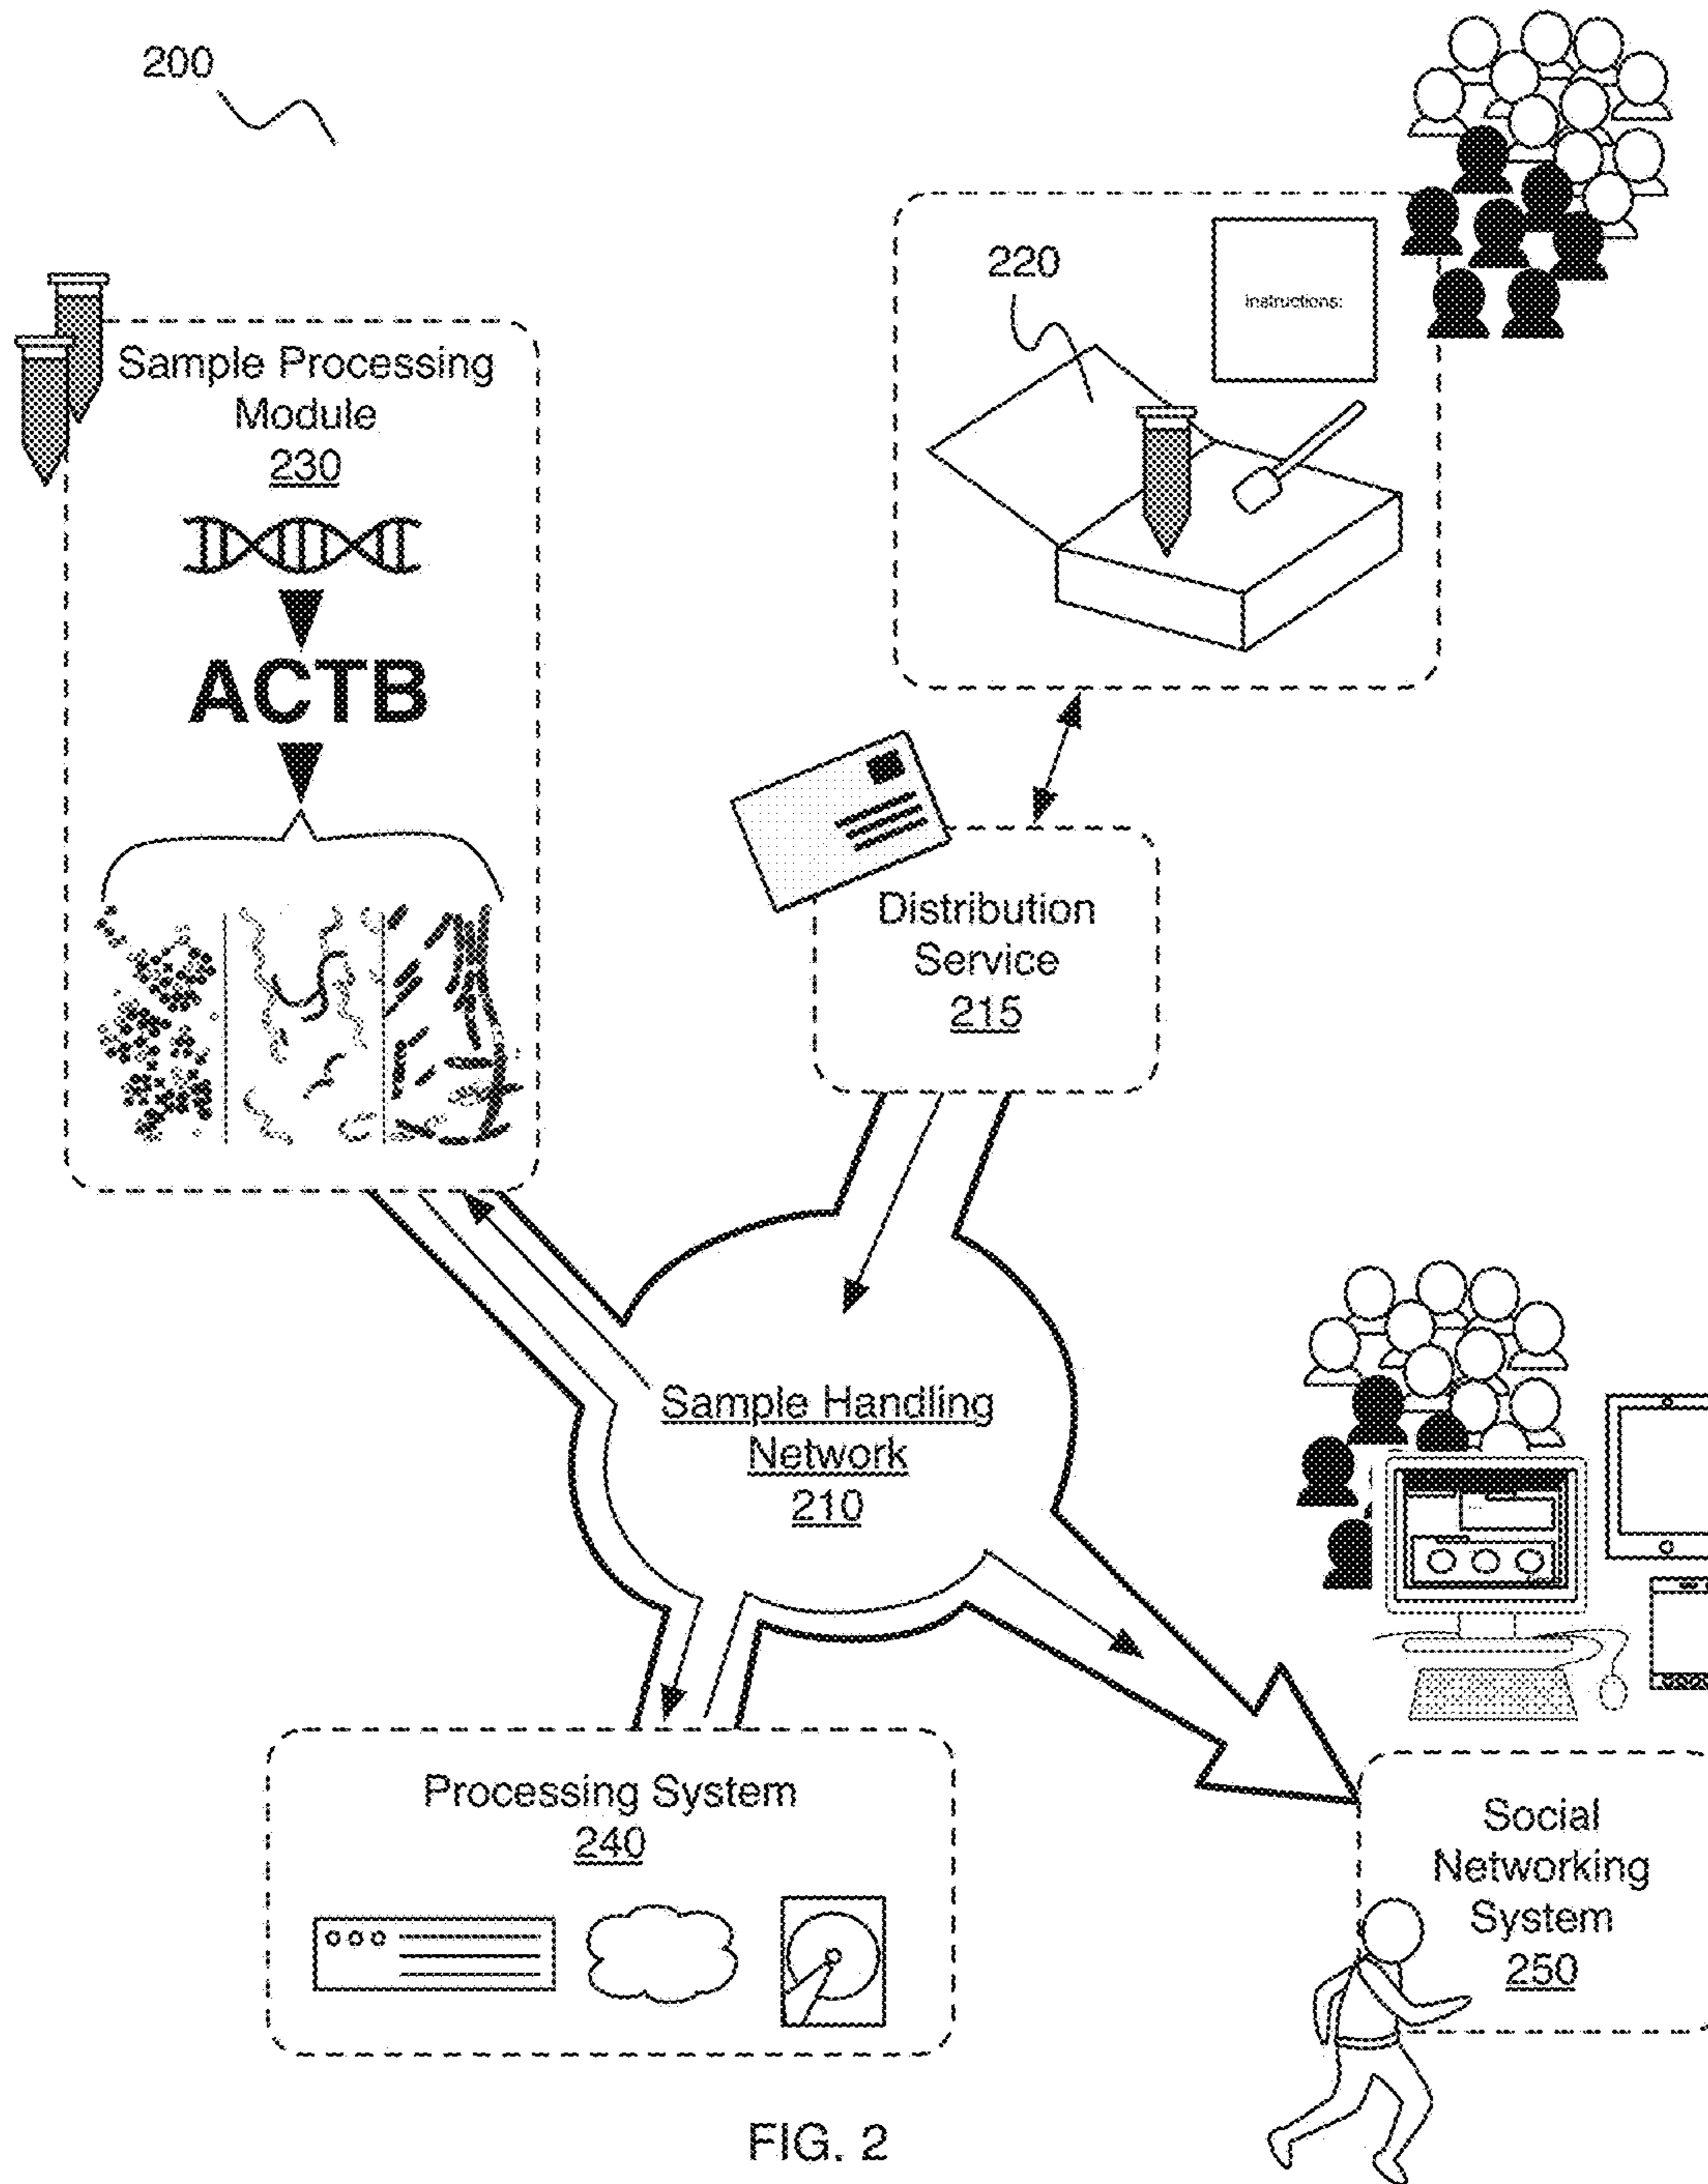 200
220
Instructions:
Sample Processing
Module
230
ACTB
Distribution
Service
215
Sample Handling
Network
210
Processing System
240
Social
Networking
System
250
FIG. 2